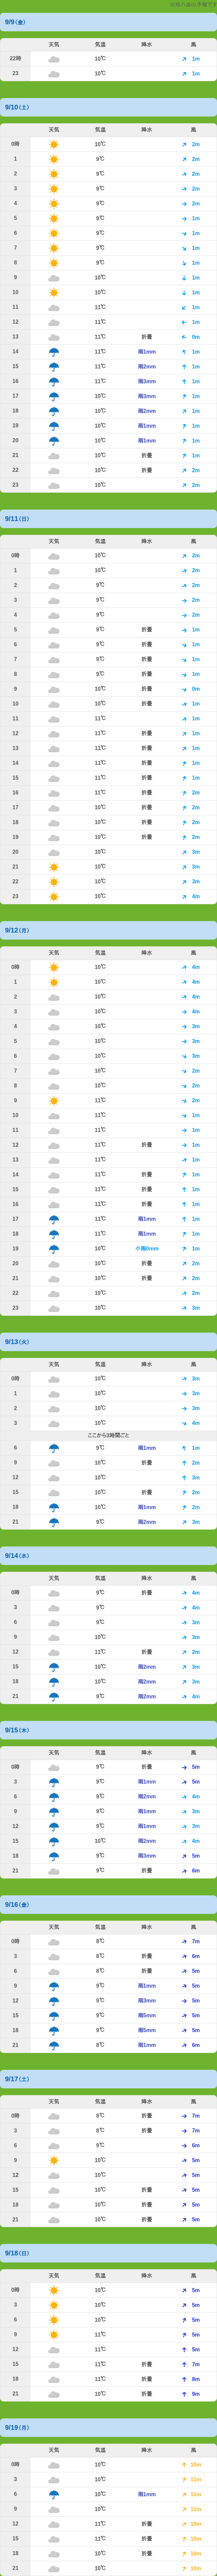 9/9(金)
天気 気温 降水 風
22時 10℃ 1m
23 10℃ 1m
9/10(土)
天気 気温 降水 風
0時 10℃ 2m
1 9℃ 2m
2 9℃ 2m
3 9℃ 2m
4 9℃ 2m
5 9℃ 1m
6 9℃ 1m
7 9℃ 1m
8 9℃ 1m
9 10℃ 1m
10 10℃ 1m
11 11℃ 1m
12 11℃ 1m
13 11℃ 折畳 0m
14 11℃ 雨1mm 1m
15 11℃ 雨2mm 1m
16 11℃ 雨3mm 1m
17 10℃ 雨3mm 1m
18 10℃ 雨2mm 1m
19 10℃ 雨1mm 1m
20 10℃ 雨1mm 1m
21 10℃ 折畳 1m
22 10℃ 折畳 2m
23 10℃ 2m
9/11(日)
天気 気温 降水 風
0時 10℃ 2m
1 10℃ 2m
2 9℃ 2m
3 9℃ 2m
4 9℃ 2m
5 9℃ 折畳 1m
6 9℃ 折畳 1m
7 9℃ 折畳 1m
8 9℃ 折畳 1m
9 10℃ 折畳 0m
10 10℃ 折畳 1m
11 11℃ 1m
12 11℃ 折畳 1m
13 11℃ 折畳 1m
14 11℃ 折畳 1m
15 11℃ 折畳 1m
16 11℃ 折畳 2m
17 10℃ 折畳 2m
18 10℃ 折畳 2m
19 10℃ 折畳 2m
20 10℃ 3m
21 10℃ 3m
22 10℃ 3m
23 10℃ 4m
9/12(月)
天気 気温 降水 風
0時 10℃ 4m
1 10℃ 4m
2 10℃ 4m
3 10℃ 4m
4 10℃ 3m
5 10℃ 3m
6 10℃ 3m
7 10℃ 2m
8 10℃ 2m
9 11℃ 2m
10 11℃ 1m
11 11℃ 1m
12 11℃ 折畳 1m
13 11℃ 1m
14 11℃ 折畳 1m
15 11℃ 折畳 1m
16 11℃ 折畳 1m
17 11℃ 雨1mm 1m
18 11℃ 雨1mm 1m
19 10℃ 小雨0mm 1m
20 10℃ 折畳 2m
21 10℃ 折畳 2m
22 10℃ 2m
23 10℃ 3m
9/13(火)
天気 気温 降水 風
0時 10℃ 3m
1 10℃ 3m
2 10℃ 3m
3 10℃ 4m
ここから3時間ごと
6 9℃ 雨1mm 1m
9 10℃ 折畳 2m
12 10℃ 3m
15 10℃ 折畳 2m
18 10℃ 雨1mm 2m
21 9℃ 雨2mm 3m
9/14(水)
天気 気温 降水 風
0時 9℃ 折畳 4m
3 9℃ 4m
6 9℃ 3m
9 10℃ 3m
12 11℃ 折畳 2m
15 10℃ 雨2mm 3m
18 10℃ 雨2mm 3m
21 9℃ 雨2mm 4m
9/15(木)
天気 気温 降水 風
0時 9℃ 折畳 5m
3 9℃ 雨1mm 5m
6 9℃ 雨2mm 4m
9 9℃ 雨1mm 3m
12 9℃ 雨1mm 3m
15 10℃ 雨2mm 4m
18 9℃ 雨3mm 5m
21 9℃ 折畳 6m
9/16(金)
天気 気温 降水 風
0時 8℃ 7m
3 8℃ 折畳 6m
6 8℃ 折畳 5m
9 9℃ 雨1mm 5m
12 9℃ 雨3mm 5m
15 9℃ 雨5mm 5m
18 9℃ 雨5mm 5m
21 8℃ 雨1mm 6m
9/17(土)
天気 気温 降水 風
0時 8℃ 折畳 7m
3 8℃ 折畳 7m
6 9℃ 6m
9 10℃ 5m
12 10℃ 5m
15 10℃ 折畳 5m
18 10℃ 折畳 5m
21 10℃ 折畳 5m
9/18(日)
天気 気温 降水 風
0時 10℃ 5m
3 10℃ 5m
6 10℃ 5m
9 11℃ 5m
12 11℃ 5m
15 11℃ 折畳 7m
18 11℃ 折畳 8m
21 10℃ 折畳 9m
9/19(月)
天気 気温 降水 風
0時 10℃ 10m
3 10℃ 11m
6 10℃ 雨1mm 11m
9 10℃ 11m
12 11℃ 折畳 10m
15 11℃ 折畳 10m
18 10℃ 折畳 10m
21 10℃ 10m